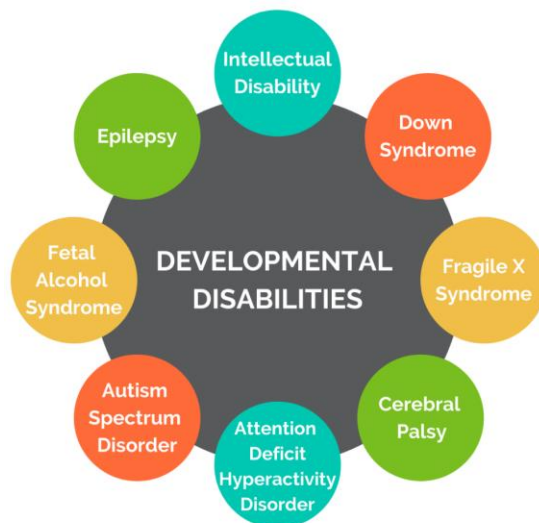 Intellectual
Disability
Down
Syndrome
Fragile X
Syndrome
Cerebral
Palsy
Attention
Deficit
Hyperactivity
Disorder
Autism
Spectrum
Disorder
Fetal
Alcohol
Syndrome
Epilepsy
DEVELOPMENTAL
DISABILITIES